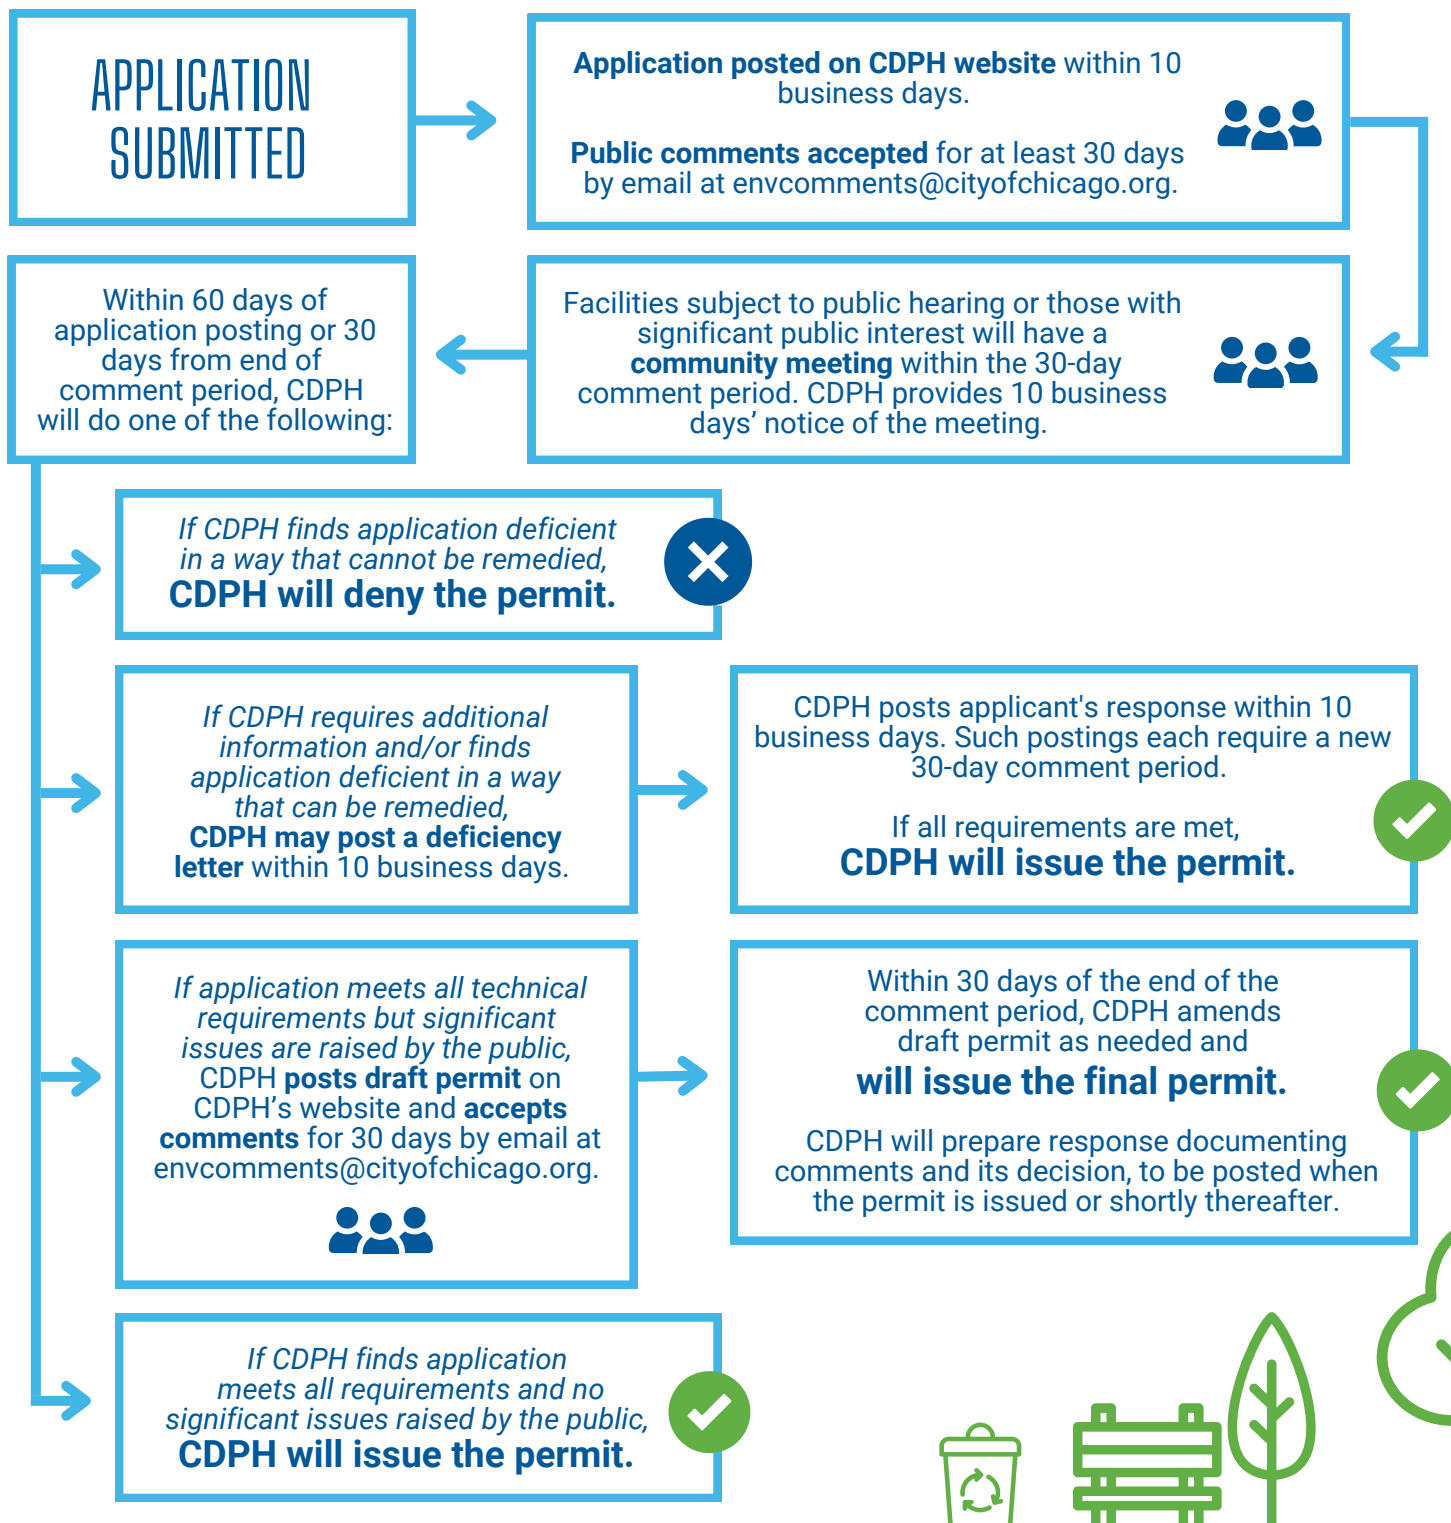 APPLICATION
SUBMITTED
Application posted on CDPH website within 10
business days.
Public comments accepted for at least 30 days
by email at envcomments@cityofchicago.org.
Facilities subject to public hearing or those with
significant public interest will have a
community meeting within the 30-day
comment period. CDPH provides 10 business
days’ notice of the meeting.
Within 60 days of
application posting or 30
days from end of
comment period, CDPH
will do one of the following:
If CDPH finds application deficient
in a way that cannot be remedied,
CDPH will deny the permit.
If CDPH requires additional
information and/or finds
application deficient in a way
that can be remedied,
CDPH may post a deficiency
letter within 10 business days.
CDPH posts applicant's response within 10
business days. Such postings each require a new
30-day comment period.
If all requirements are met,
CDPH will issue the permit.
If application meets all technical
requirements but significant
issues are raised by the public,
CDPH posts draft permit on
CDPH’s website and accepts
comments for 30 days by email at
envcomments@cityofchicago.org.
Within 30 days of the end of the
comment period, CDPH amends
draft permit as needed and
will issue the final permit.
CDPH will prepare response documenting
comments and its decision, to be posted when
the permit is issued or shortly thereafter.
If CDPH finds application
meets all requirements and no
significant issues raised by the public,
CDPH will issue the permit.